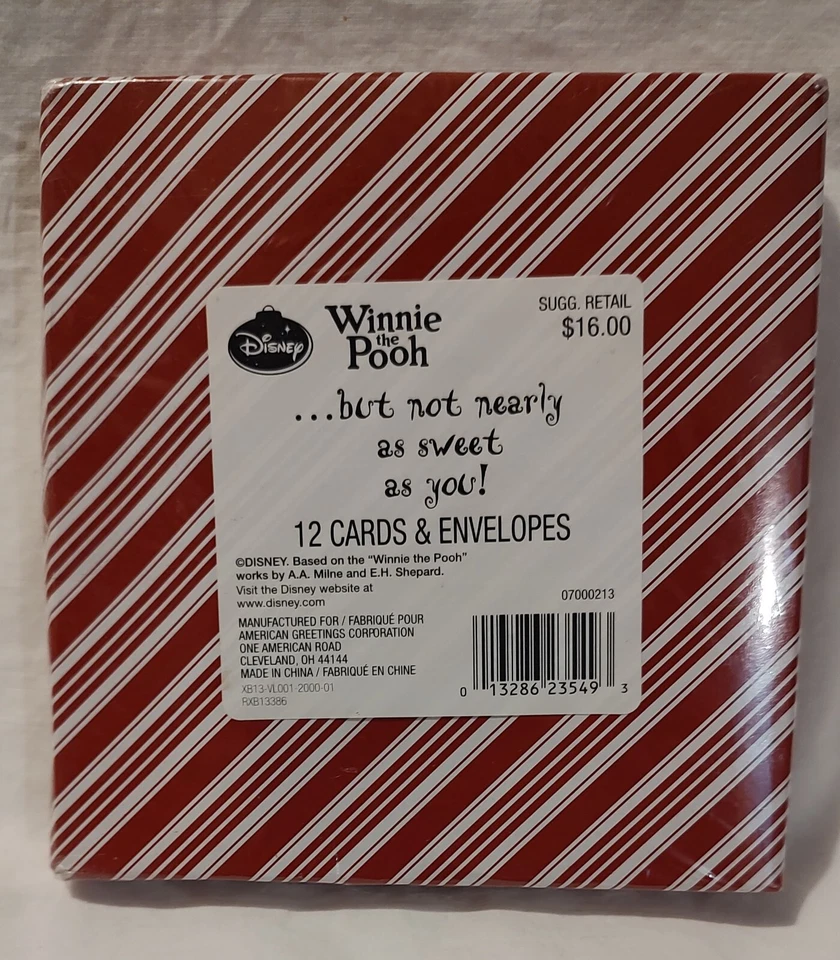 Disney
Winnie
the
Pooh
SUGG. RETAIL
$16.00
...but not nearly
as sweet
as you!
12 CARDS & ENVELOPES
©DISNEY. Based on the “Winnie the Pooh”
works by A.A. Milne and E.H. Shepard.
Visit the Disney website at
www.disney.com
07000213
MANUFACTURED FOR / FABRIQUÉ POUR
AMERICAN GREETINGS CORPORATION
ONE AMERICAN ROAD
CLEVELAND, OH 44144
MADE IN CHINA / FABRIQUÉ EN CHINE
XB13-VL001-2000-01
RXB13386
0 13286 23549 3